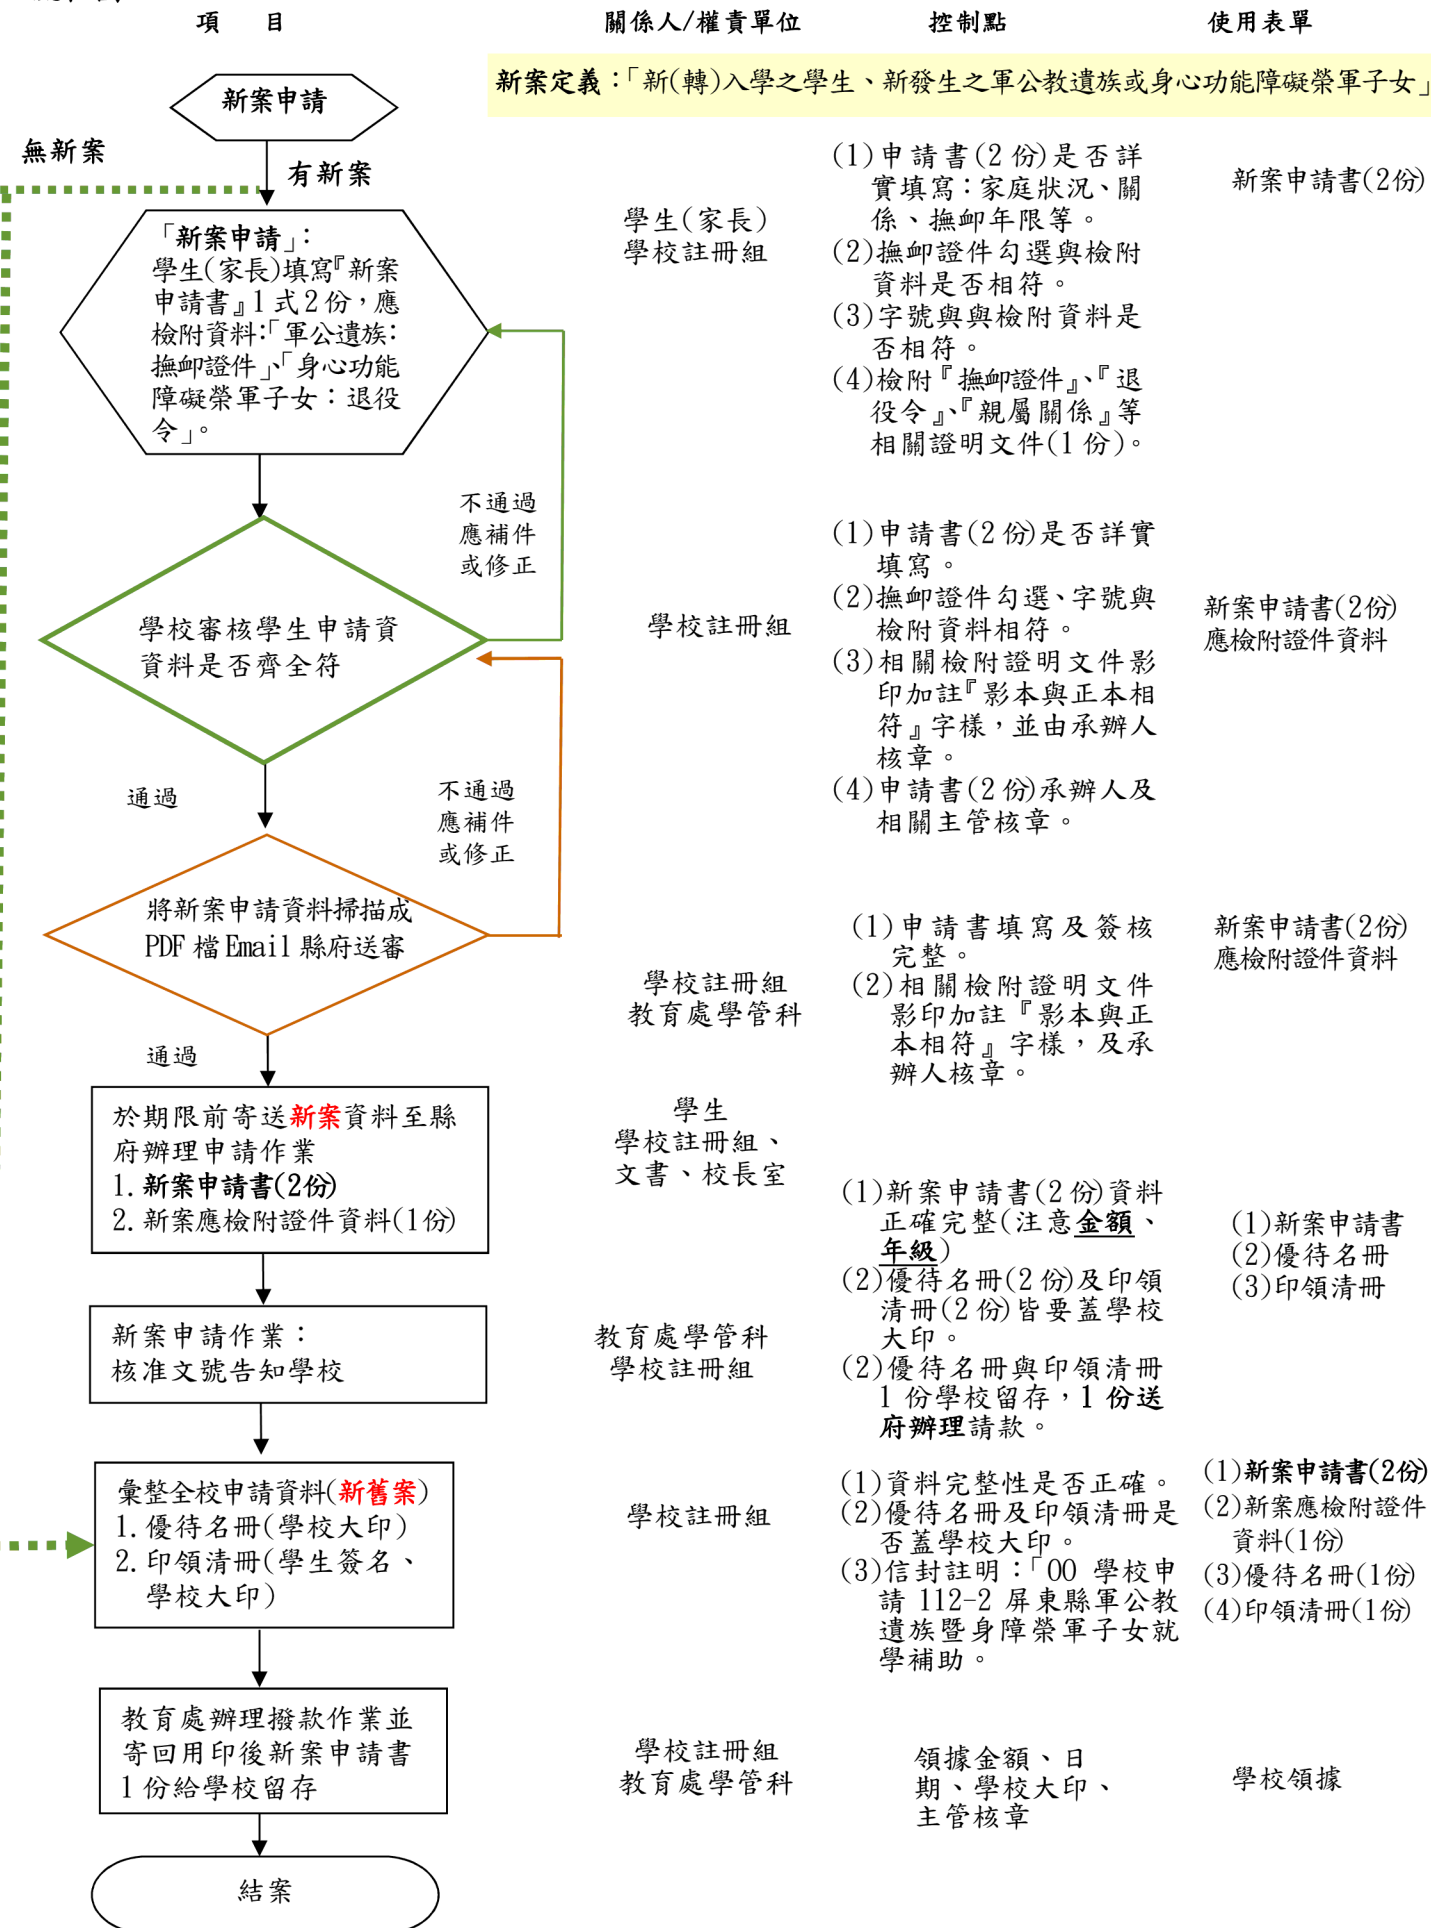 項　目
關係人/權責單位
控制點
使用表單
新案定義：「新(轉)入學之學生、新發生之軍公教遺族或身心功能障礙榮軍子女」
新案申請
無新案
有新案
「新案申請」：
學生(家長)填寫『新案
申請書』1式2份，應
檢附資料：「軍公遺族：
撫卹證件」、「身心功能
障礙榮軍子女：退役
令」。
學生(家長)
學校註冊組
(1)申請書(2份)是否詳
實填寫：家庭狀況、關
係、撫卹年限等。
(2)撫卹證件勾選與檢附
資料是否相符。
(3)字號與與檢附資料是
否相符。
(4)檢附『撫卹證件』、『退
役令』、『親屬關係』等
相關證明文件(1份)。
新案申請書(2份)
不通過
應補件
或修正
學校審核學生申請資
資料是否齊全符
學校註冊組
(1)申請書(2份)是否詳實
填寫。
(2)撫卹證件勾選、字號與
檢附資料相符。
(3)相關檢附證明文件影
印加註『影本與正本相
符』字樣，並由承辦人
核章。
(4)申請書(2份)承辦人及
相關主管核章。
新案申請書(2份)
應檢附證件資料
通過
不通過
應補件
或修正
將新案申請資料掃描成
PDF檔Email縣府送審
學校註冊組
教育處學管科
(1)申請書填寫及簽核
完整。
(2)相關檢附證明文件
影印加註『影本與正
本相符』字樣，及承
辦人核章。
新案申請書(2份)
應檢附證件資料
通過
於期限前寄送新案資料至縣
府辦理申請作業
1.新案申請書(2份)
2.新案應檢附證件資料(1份)
學生
學校註冊組、
文書、校長室
(1)新案申請書(2份)資料
正確完整(注意金額、
年級)
(2)優待名冊(2份)及印領
清冊(2份)皆要蓋學校
大印。
(2)優待名冊與印領清冊
1份學校留存，1份送
府辦理請款。
(1)新案申請書
(2)優待名冊
(3)印領清冊
新案申請作業：
核准文號告知學校
教育處學管科
學校註冊組
彙整全校申請資料(新舊案)
1.優待名冊(學校大印)
2.印領清冊(學生簽名、
學校大印)
學校註冊組
(1)資料完整性是否正確。
(2)優待名冊及印領清冊是
否蓋學校大印。
(3)信封註明：「OO 學校申
請 112-2 屏東縣軍公教
遺族暨身障榮軍子女就
學補助。
(1)新案申請書(2份)
(2)新案應檢附證件
資料(1份)
(3)優待名冊(1份)
(4)印領清冊(1份)
教育處辦理撥款作業並
寄回用印後新案申請書
1份給學校留存
學校註冊組
教育處學管科
領據金額、日
期、學校大印、
主管核章
學校領據
結案